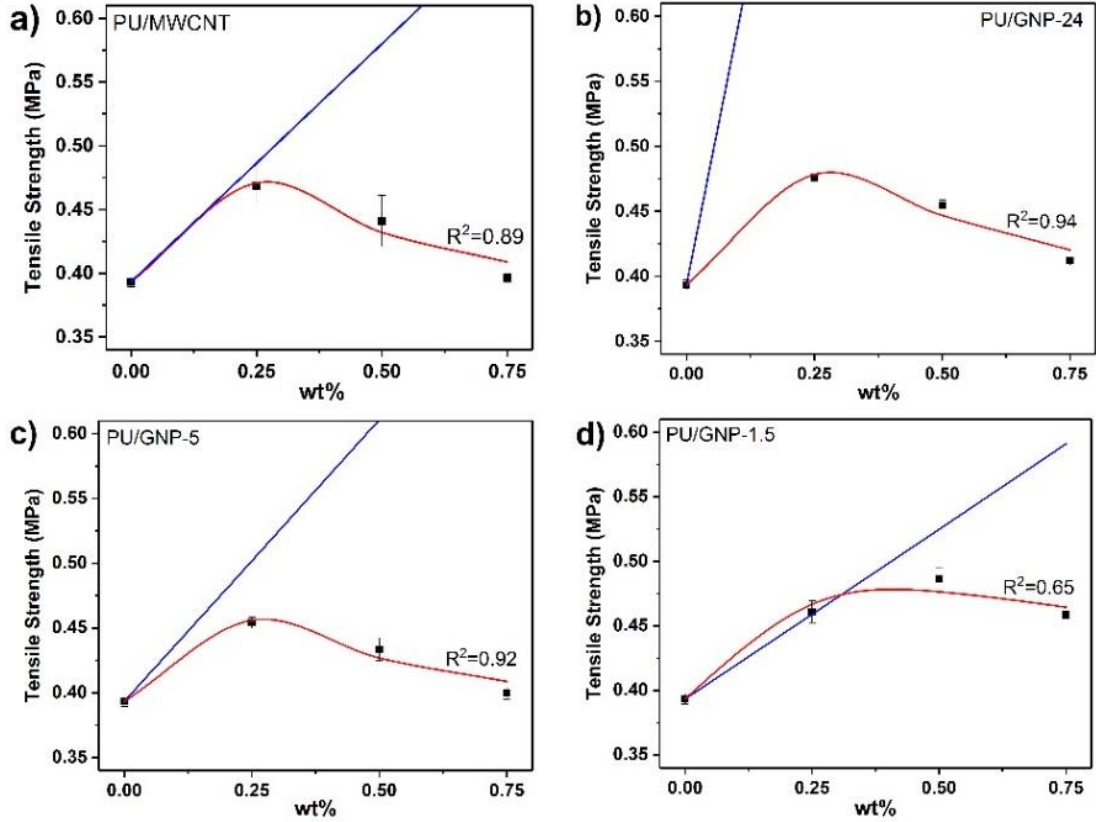 a)
PU/MWCNT
Tensile Strength (MPa)
0.60
0.55
0.50
0.45
0.40
0.35
R²=0.89
0.00 0.25 0.50 0.75
wt%
b)
PU/GNP-24
Tensile Strength (MPa)
0.60
0.55
0.50
0.45
0.40
0.35
R²=0.94
0.00 0.25 0.50 0.75
wt%
c)
PU/GNP-5
Tensile Strength (MPa)
0.60
0.55
0.50
0.45
0.40
0.35
R²=0.92
0.00 0.25 0.50 0.75
wt%
d)
PU/GNP-1.5
Tensile Strength (MPa)
0.60
0.55
0.50
0.45
0.40
0.35
R²=0.65
0.00 0.25 0.50 0.75
wt%